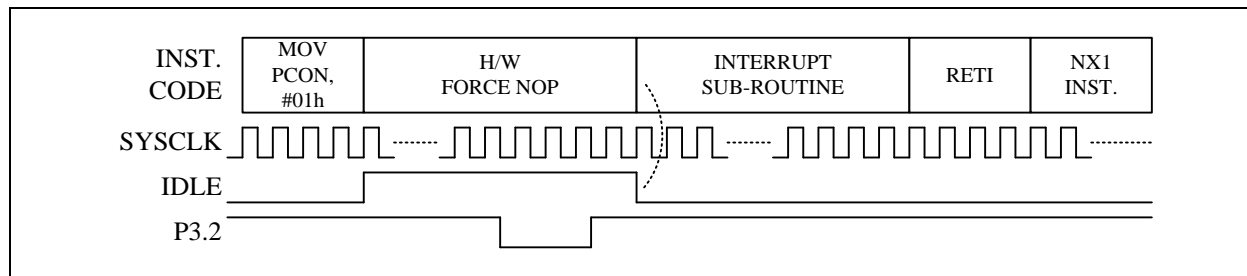 INST.
CODE
MOV
PCON,
#01h
H/W
FORCE NOP
INTERRUPT
SUB-ROUTINE
RETI
NX1
INST.
SYSCLK
IDLE
P3.2